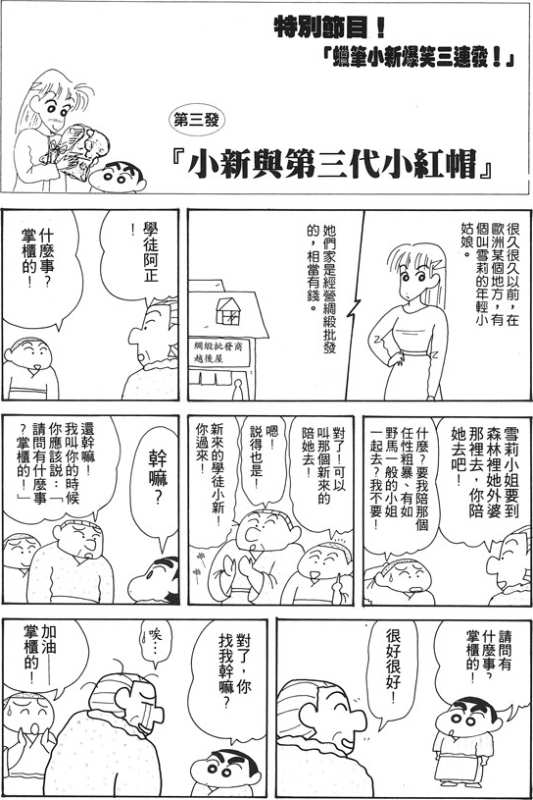 特別節目！
「蠟筆小新爆笑三連發！」
第三發
『小新與第三代小紅帽』
很久很久以前，在
歐洲某個地方，有
個叫雪莉的年輕小
姑娘。
她們家是經營綢緞批發
的，相當有錢。
綢緞批發商
越後屋
學徒阿正
！
什麼事？
掌櫃的！
雪莉小姐要到
森林裡她外婆
那裡去，你陪
她去吧！
什麼？要我陪那個
任性粗暴、有如
野馬一般的小姐
一起去？我不要！
對了！可以
叫那個新來的
陪她去！
嗯！
說得也是！
新來的學徒小新！
你過來！
幹嘛？
還幹嘛！
我叫你的時候
你應該說：「
請問有什麼事
？掌櫃的！」
請問有
什麼事？
掌櫃的！
很好很好！
對了，你
找我幹嘛？
唉…
加油——
掌櫃的！